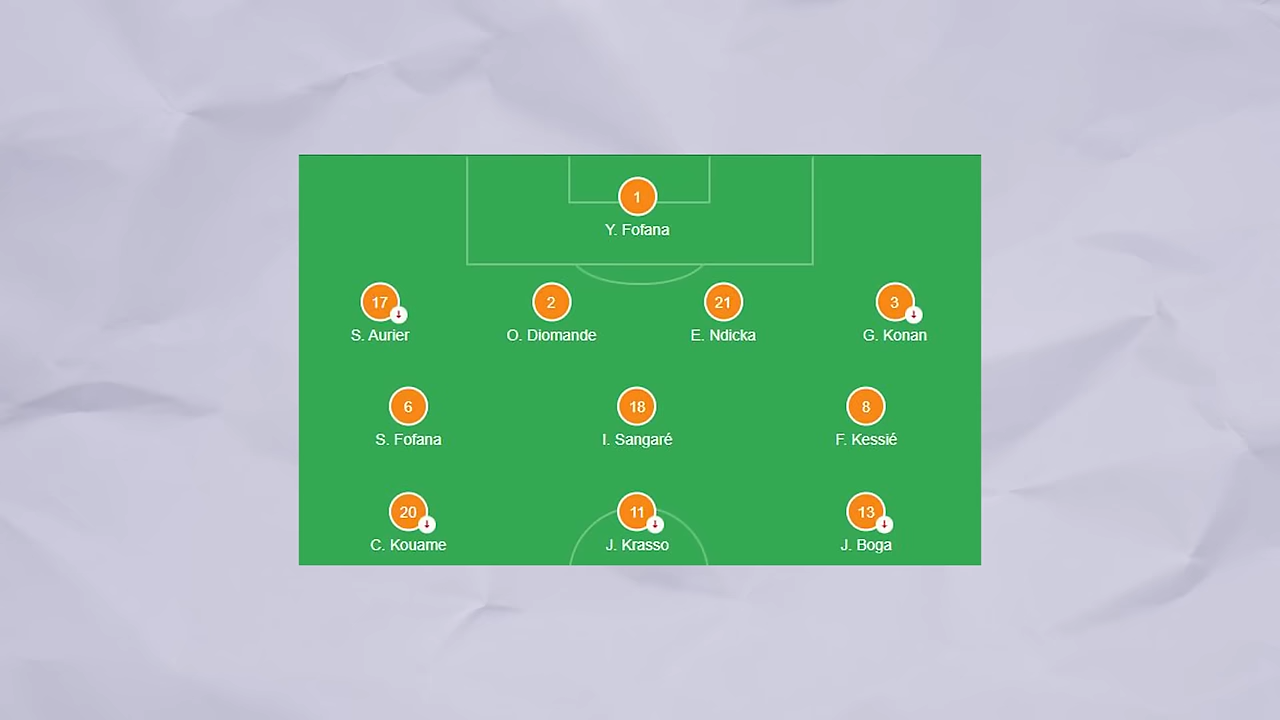 1
Y. Fofana
17 2 21 3
S. Aurier O. Diomande E. Ndicka G. Konan
6 18 8
S. Fofana I. Sangaré F. Kessié
20 11 13
C. Kouame J. Krasso J. Boga